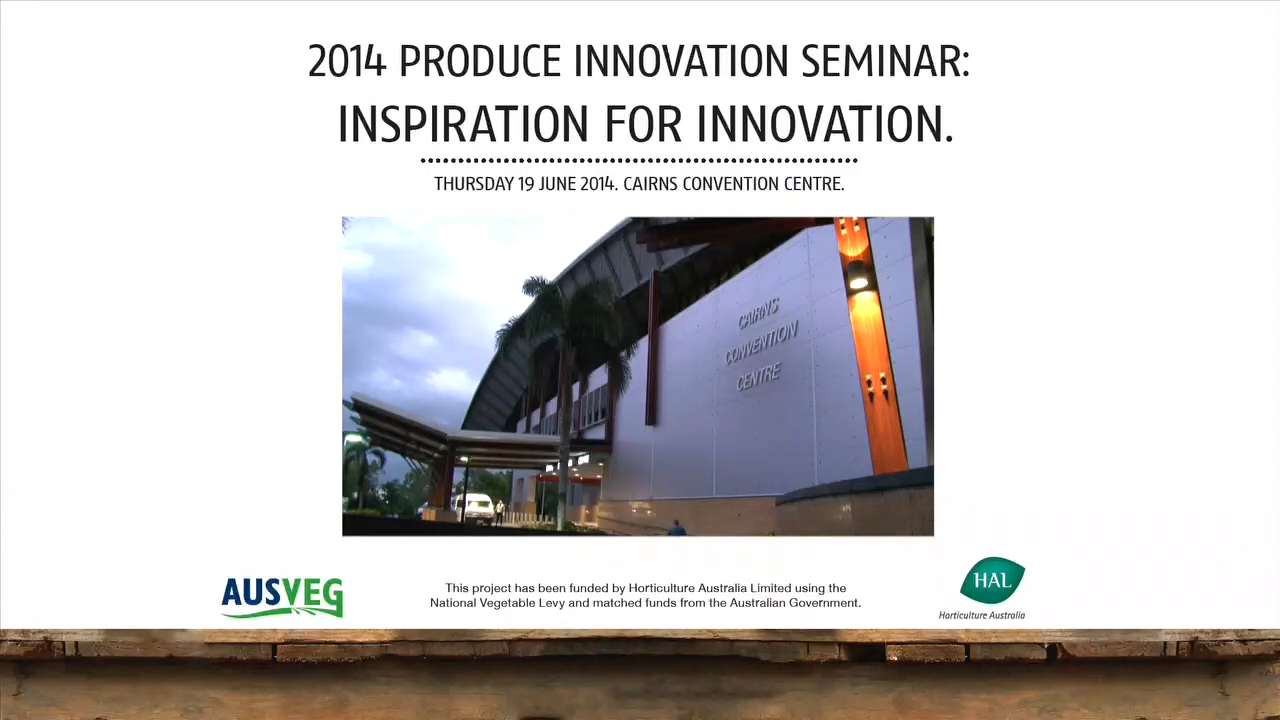 2014 PRODUCE INNOVATION SEMINAR:
INSPIRATION FOR INNOVATION.
THURSDAY 19 JUNE 2014. CAIRNS CONVENTION CENTRE.
CAIRNS
CONVENTION
CENTRE
AUSVEG
This project has been funded by Horticulture Australia Limited using the
National Vegetable Levy and matched funds from the Australian Government.
HAL
Horticulture Australia